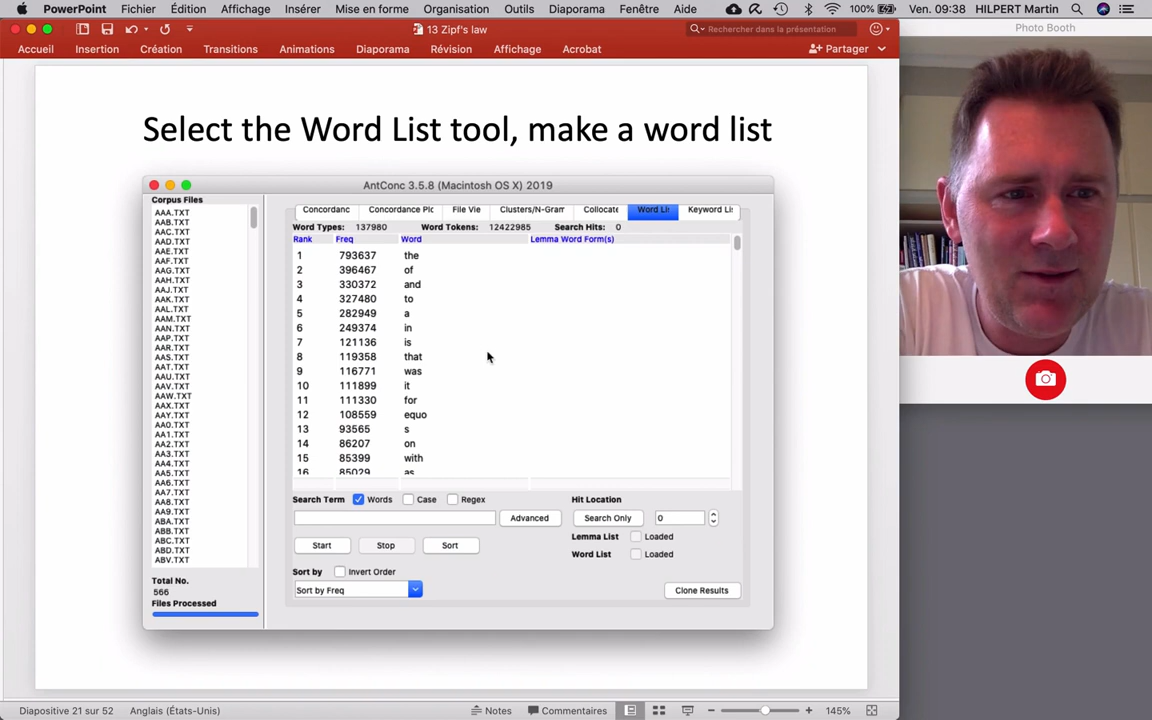 PowerPoint Fichier Édition Affichage Insérer Mise en forme Organisation Outils Diaporama Fenêtre Aide 100% Ven. 09:38 HILPERT Martin
13 Zipf's law
Rechercher dans la présentation
Photo Booth
Accueil Insertion Création Transitions Animations Diaporama Révision Affichage Acrobat Partager
Select the Word List tool, make a word list
AntConc 3.5.8 (Macintosh OS X) 2019
Corpus Files
AAA.TXT
AAB.TXT
AAC.TXT
AAD.TXT
AAE.TXT
AAF.TXT
AAG.TXT
AAH.TXT
AAJ.TXT
AAK.TXT
AAL.TXT
AAM.TXT
AAN.TXT
AAP.TXT
AAR.TXT
AAS.TXT
AAT.TXT
AAU.TXT
AAV.TXT
AAW.TXT
AAX.TXT
AAY.TXT
AA0.TXT
AA1.TXT
AA2.TXT
AA3.TXT
AA4.TXT
AA5.TXT
AA6.TXT
AA7.TXT
AA8.TXT
AA9.TXT
ABA.TXT
ABB.TXT
ABC.TXT
ABD.TXT
ABV.TXT
Total No.
566
Files Processed
Concordanc Concordance Plc File Vie Clusters/N-Gram Collocate Word Li Keyword Li
Word Types: 137980 Word Tokens: 12422985 Search Hits: 0
Rank Freq Word Lemma Word Form(s)
1 793637 the
2 396467 of
3 330372 and
4 327480 to
5 282949 a
6 249374 in
7 121136 is
8 119358 that
9 116771 was
10 111899 it
11 111330 for
12 108559 equo
13 93565 s
14 86207 on
15 85399 with
16 85029 as
Search Term Words Case Regex Hit Location
Advanced Search Only 0
Start Stop Sort Lemma List Loaded
Word List Loaded
Sort by Invert Order
Sort by Freq Clone Results
Diapositive 21 sur 52 Anglais (États-Unis) Notes Commentaires 145%